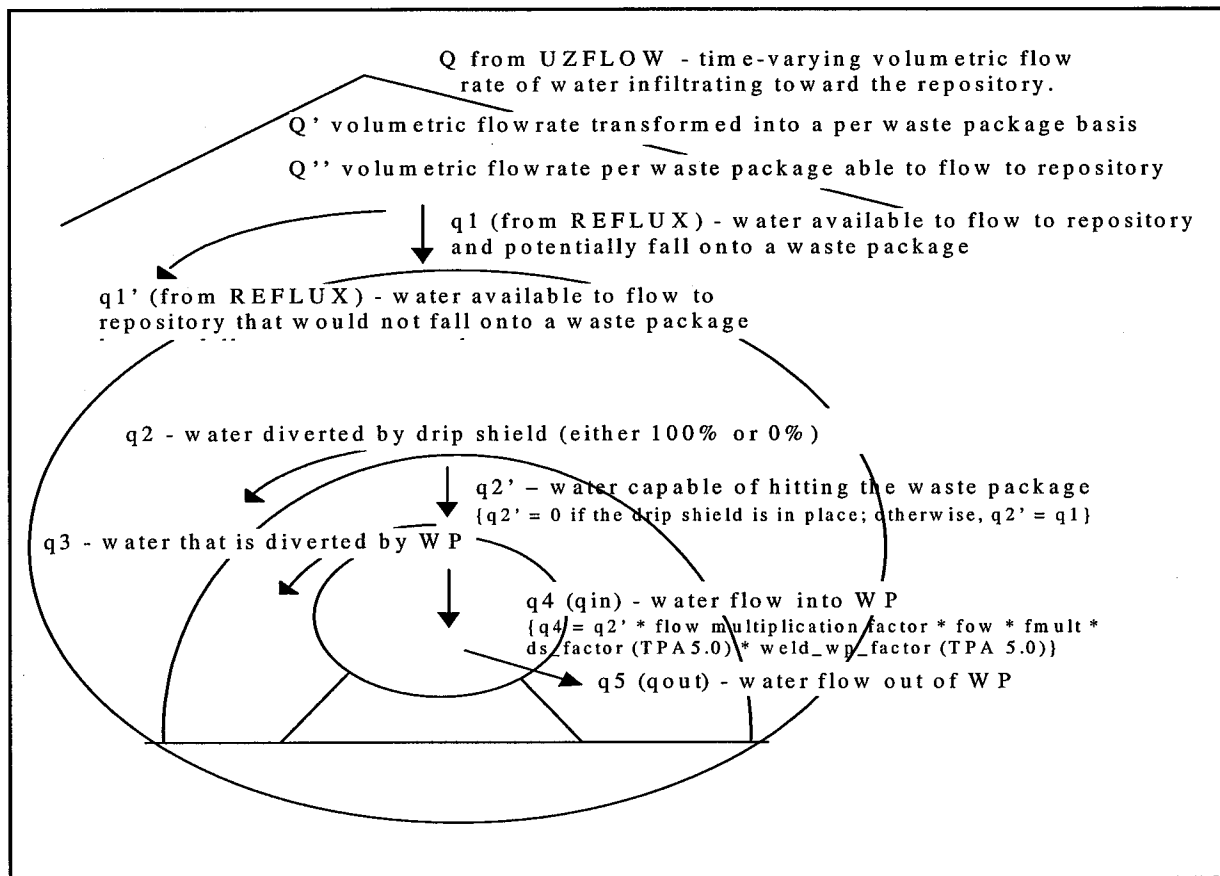 Q from UZFLOW - time-varying volumetric flow
rate of water infiltrating toward the repository.
Q' volumetric flowrate transformed into a per waste package basis
Q'' volumetric flowrate per waste package able to flow to repository
q1 (from REFLUX) - water available to flow to repository
and potentially fall onto a waste package
q1' (from REFLUX) - water available to flow to
repository that would not fall onto a waste package
q2 - water diverted by drip shield (either 100% or 0%)
q2' – water capable of hitting the waste package
{q2' = 0 if the drip shield is in place; otherwise, q2' = q1}
q3 - water that is diverted by WP
q4 (qin) - water flow into WP
{q4 = q2' * flow multiplication factor * fow * fmult *
ds_factor (TPA 5.0) * weld_wp_factor (TPA 5.0)}
q5 (qout) - water flow out of WP